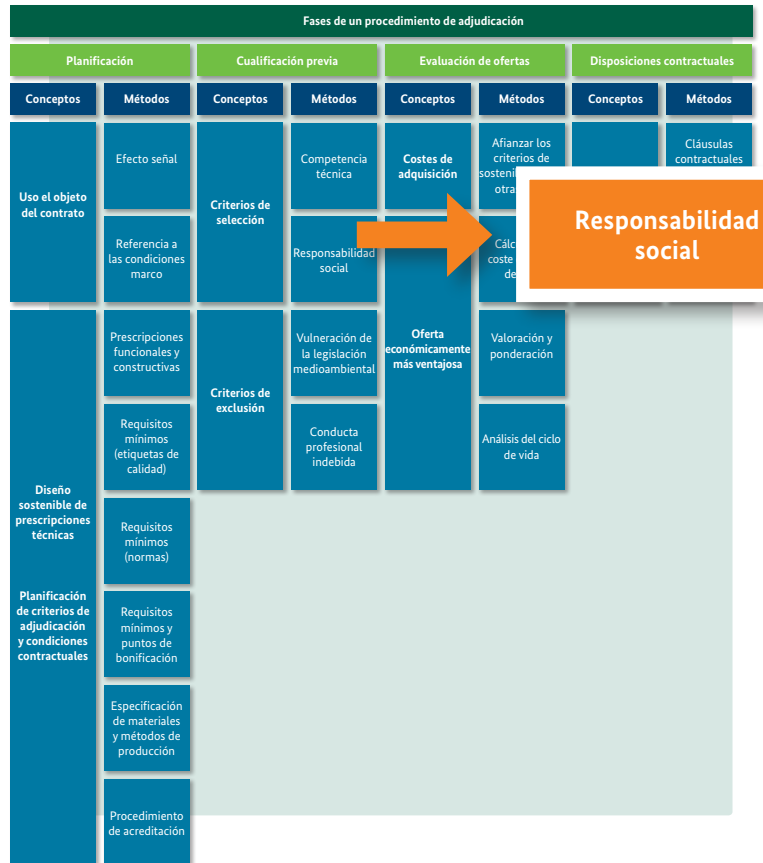 Fases de un procedimiento de adjudicación
Planificación
Cualificación previa
Evaluación de ofertas
Disposiciones contractuales
Conceptos
Métodos
Conceptos
Métodos
Conceptos
Métodos
Conceptos
Métodos
Uso el objeto
del contrato
Efecto señal
Referencia a
las condiciones
marco
Diseño
sostenible de
prescripciones
técnicas
Planificación
de criterios de
adjudicación
y condiciones
contractuales
Prescripciones
funcionales y
constructivas
Requisitos
mínimos
(etiquetas de
calidad)
Requisitos
mínimos
(normas)
Requisitos
mínimos y
puntos de
bonificación
Especificación
de materiales
y métodos de
producción
Procedimiento
de acreditación
Criterios de
selección
Competencia
técnica
Responsabilidad
social
Criterios de
exclusión
Vulneración de
la legislación
medioambiental
Conducta
profesional
indebida
Costes de
adquisición
Afianzar los
criterios de
Oferta
económicamente
más ventajosa
coste
de
Valoración y
ponderación
Análisis del ciclo
de vida
Cláusulas
contractuales
Responsabilidad
social